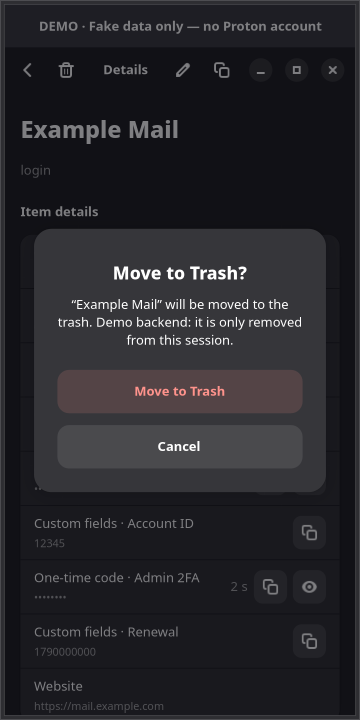 DEMO · Fake data only — no Proton account
Details
Example Mail
login
Item details
Move to Trash?
“Example Mail” will be moved to the
trash. Demo backend: it is only removed
from this session.
Move to Trash
Cancel
Custom fields · Account ID
12345
One-time code · Admin 2FA
••••••••
2 s
Custom fields · Renewal
1790000000
Website
https://mail.example.com